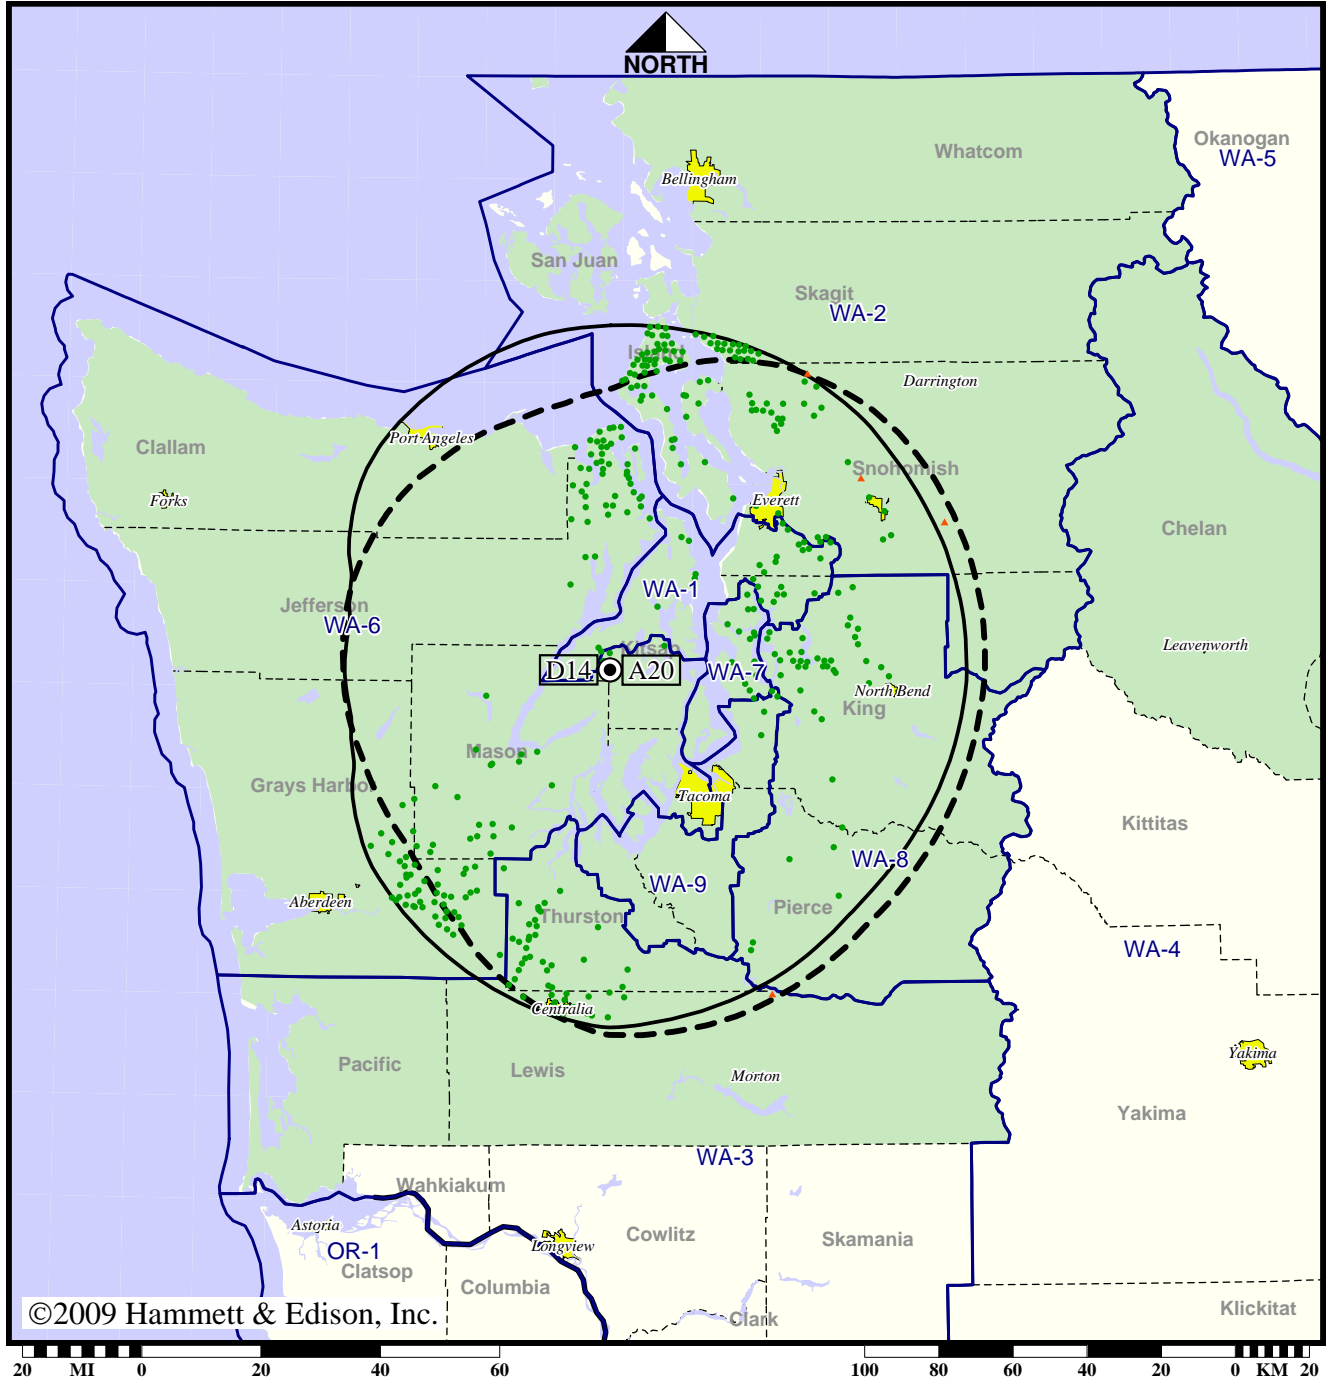 NORTH
Okanogan
WA-5
Whatcom
Bellingham
San Juan
Skagit
WA-2
Island
Darrington
Port Angeles
Clallam
Snohomish
Forks
Everett
Chelan
WA-1
Jefferson
WA-6
Leavenworth
Kitsap
D14
A20
WA-7
North Bend
King
Mason
Grays Harbor
Tacoma
Kittitas
WA-8
WA-9
Aberdeen
Thurston
Pierce
WA-4
Centralia
Yakima
Pacific
Lewis
Morton
Yakima
WA-3
Wahkiakum
Astoria
OR-1
Clatsop
Longview
Cowlitz
Skamania
Columbia
Clark
Klickitat
©2009 Hammett & Edison, Inc.
20 MI 0 20 40 60
100 80 60 40 20 0 KM 20